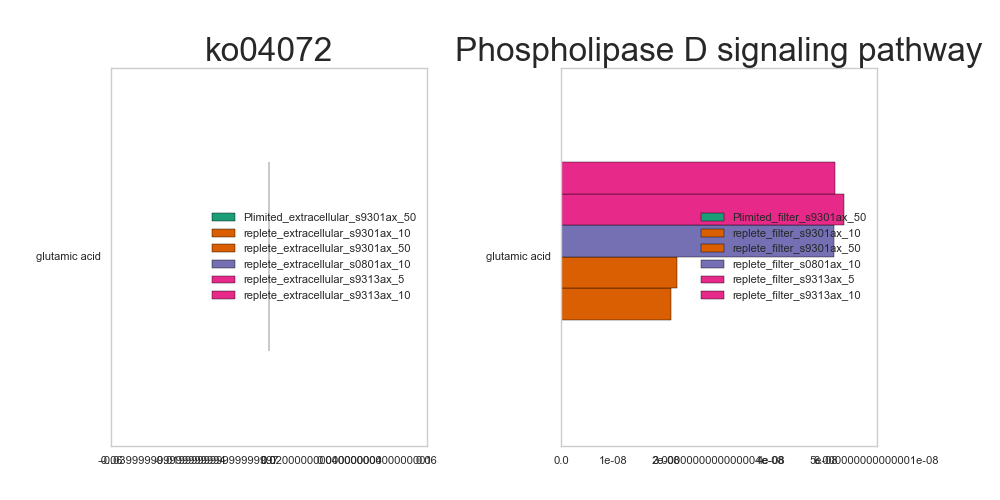 ko04072
Phospholipase D signaling pathway
Plimited_extracellular_s9301ax_50
replete_extracellular_s9301ax_10
replete_extracellular_s9301ax_50
replete_extracellular_s0801ax_10
replete_extracellular_s9313ax_5
replete_extracellular_s9313ax_10
glutamic acid
Plimited_filter_s9301ax_50
replete_filter_s9301ax_10
replete_filter_s9301ax_50
replete_filter_s0801ax_10
replete_filter_s9313ax_5
replete_filter_s9313ax_10
glutamic acid
0.0 1e-08